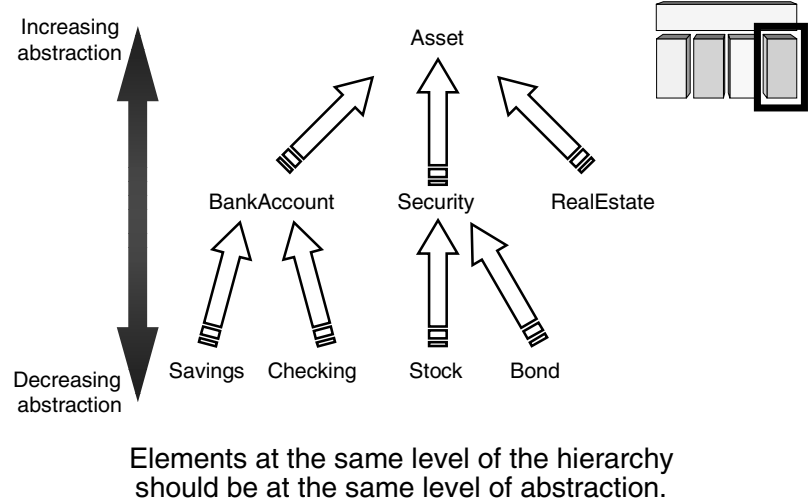 Increasing
abstraction
Asset
BankAccount
Security
RealEstate
Savings
Checking
Stock
Bond
Decreasing
abstraction
Elements at the same level of the hierarchy
should be at the same level of abstraction.